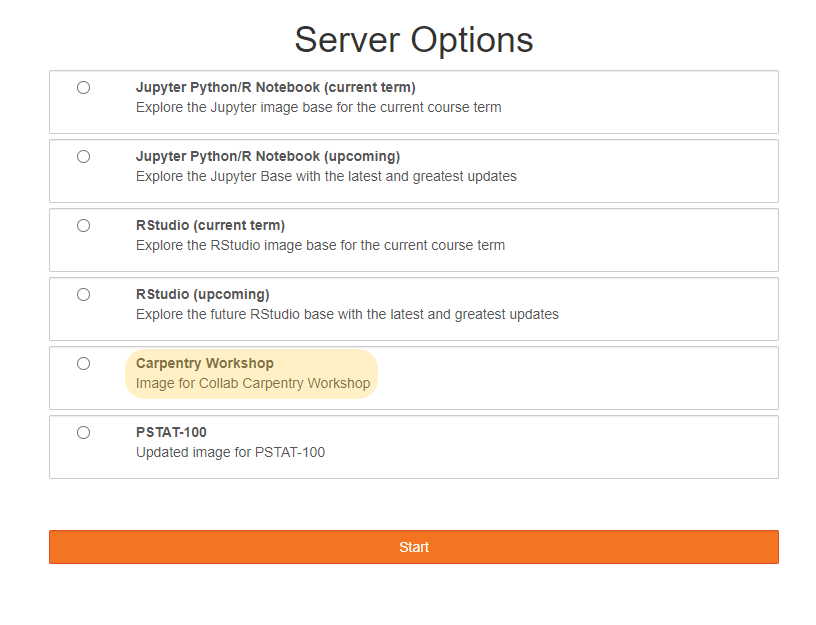 Server Options
Jupyter Python/R Notebook (current term)
Explore the Jupyter image base for the current course term
Jupyter Python/R Notebook (upcoming)
Explore the Jupyter Base with the latest and greatest updates
RStudio (current term)
Explore the RStudio image base for the current course term
RStudio (upcoming)
Explore the future RStudio base with the latest and greatest updates
Carpentry Workshop
Image for Collab Carpentry Workshop
PSTAT-100
Updated image for PSTAT-100
Start